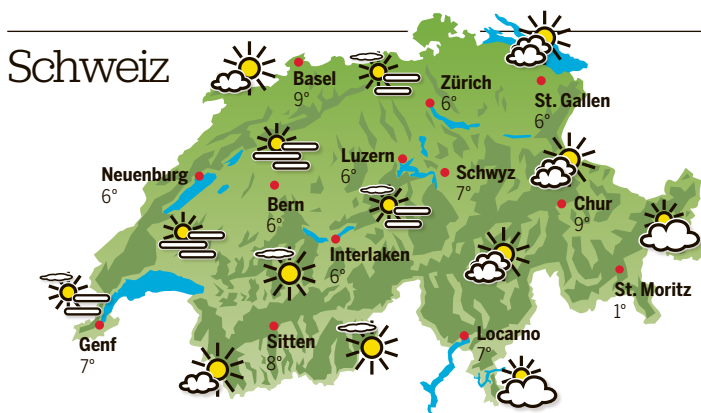 Schweiz
Basel
9°
Zürich
6°
St. Gallen
6°
Neuenburg
6°
Bern
6°
Luzern
6°
Schwyz
7°
Chur
9°
Interlaken
6°
St. Moritz
1°
Genf
7°
Sitten
8°
Locarno
7°